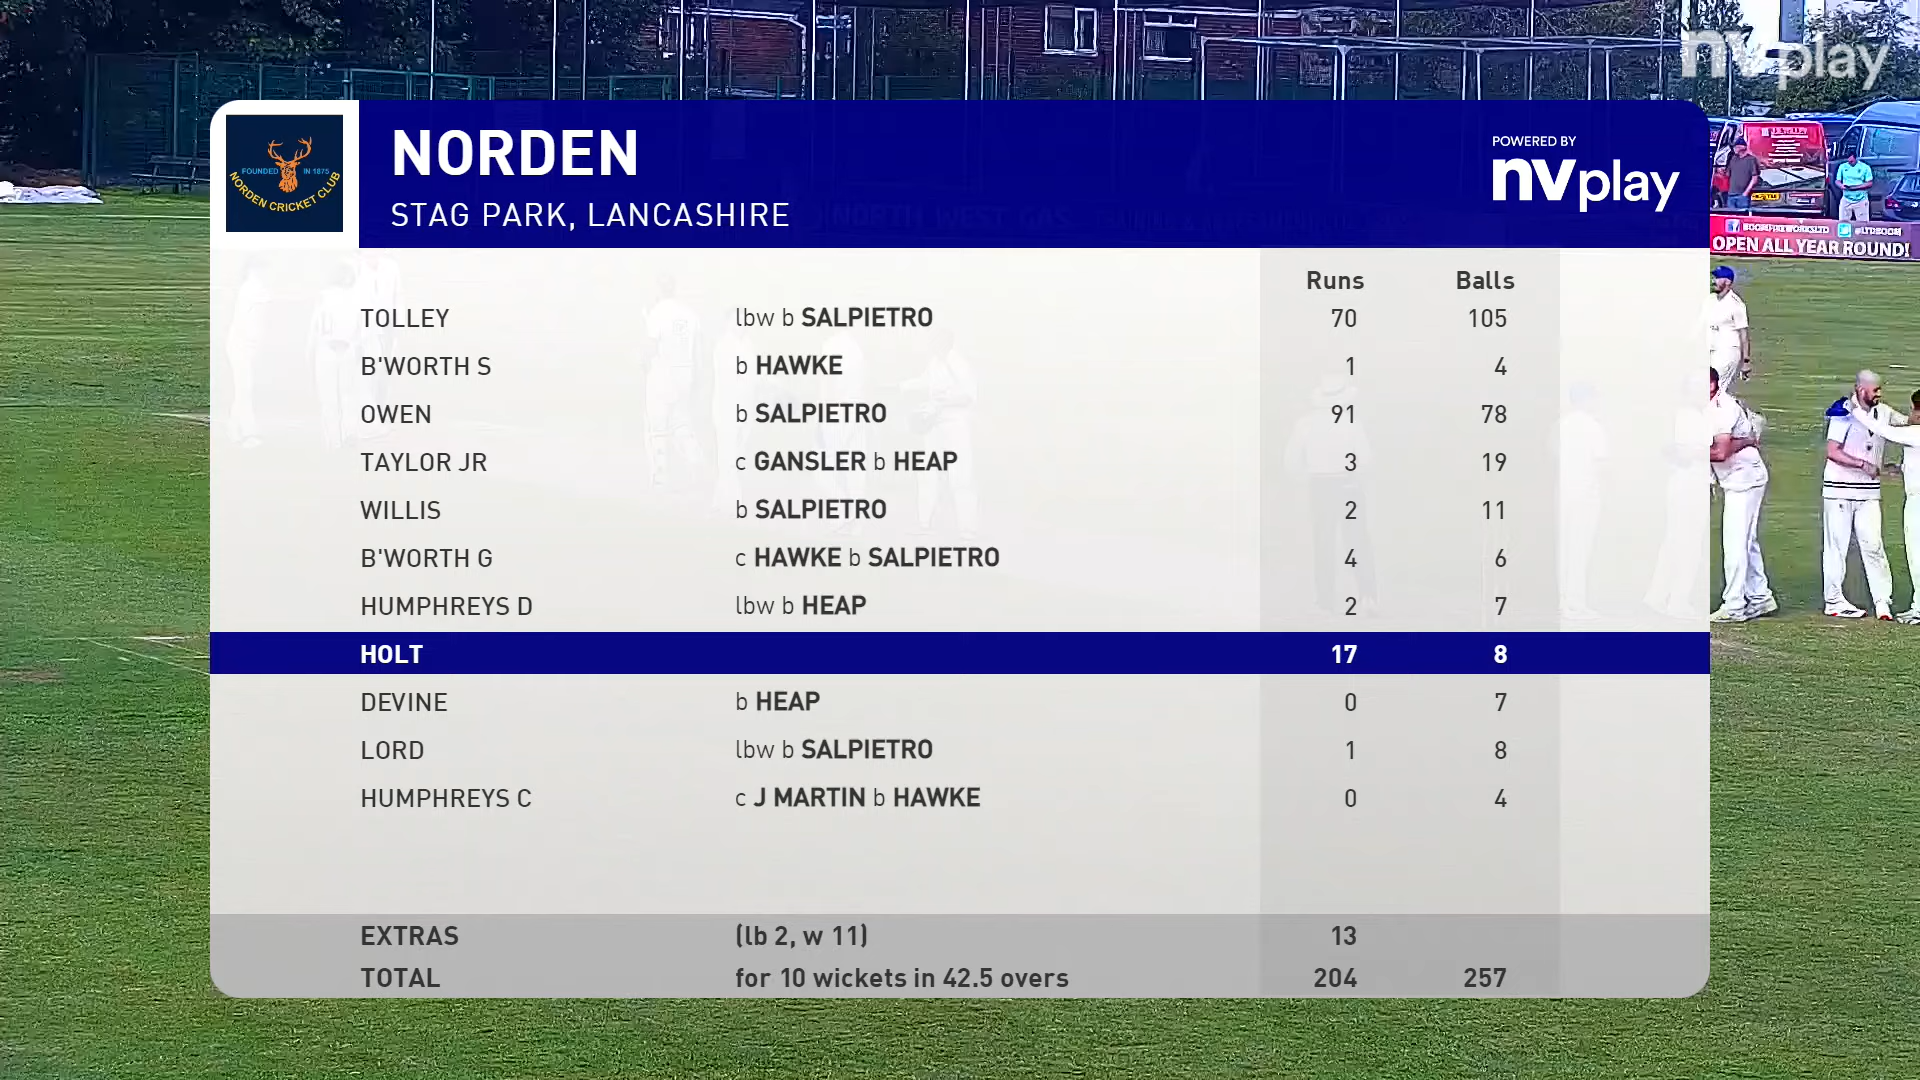 nvplay
FOUNDED IN 1875
NORDEN CRICKET CLUB
NORDEN
STAG PARK, LANCASHIRE
POWERED BY
nvplay
OPEN ALL YEAR ROUND!
Runs Balls
TOLLEY lbw b SALPIETRO 70 105
B'WORTH S b HAWKE 1 4
OWEN b SALPIETRO 91 78
TAYLOR JR c GANSLER b HEAP 3 19
WILLIS b SALPIETRO 2 11
B'WORTH G c HAWKE b SALPIETRO 4 6
HUMPHREYS D lbw b HEAP 2 7
HOLT 17 8
DEVINE b HEAP 0 7
LORD lbw b SALPIETRO 1 8
HUMPHREYS C c J MARTIN b HAWKE 0 4
EXTRAS (lb 2, w 11) 13
TOTAL for 10 wickets in 42.5 overs 204 257